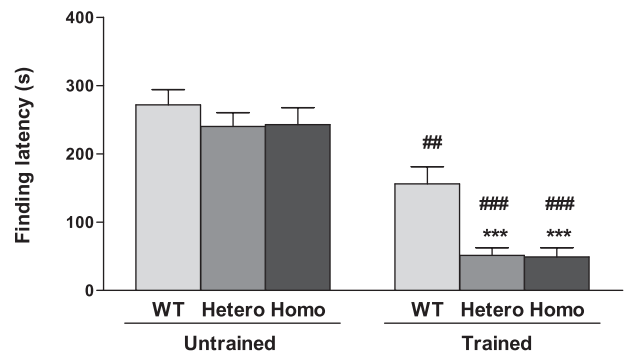 Finding latency (s)
400
300
200
100
0
##
###
***
###
***
WT Hetero Homo
Untrained
WT Hetero Homo
Trained